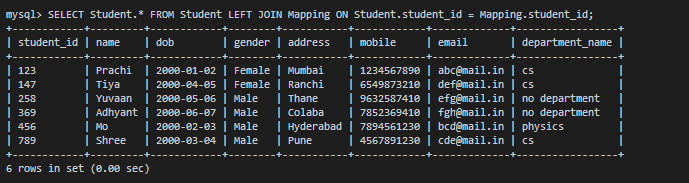 mysql> SELECT Student.* FROM Student LEFT JOIN Mapping ON Student.student_id = Mapping.student_id;
+------------+---------+------------+--------+-----------+------------+-------------+-----------------+
| student_id | name    | dob        | gender | address   | mobile     | email       | department_name |
+------------+---------+------------+--------+-----------+------------+-------------+-----------------+
| 123        | Prachi  | 2000-01-02 | Female | Mumbai    | 1234567890 | abc@mail.in | cs              |
| 147        | Tiya    | 2000-04-05 | Female | Ranchi    | 6549873210 | def@mail.in | cs              |
| 258        | Yuvaan  | 2000-05-06 | Male   | Thane     | 9632587410 | efg@mail.in | no department   |
| 369        | Adhyant | 2000-06-07 | Male   | Colaba    | 7852369410 | fgh@mail.in | no department   |
| 456        | Mo      | 2000-02-03 | Male   | Hyderabad | 7894561230 | bcd@mail.in | physics         |
| 789        | Shree   | 2000-03-04 | Male   | Pune      | 4567891230 | cde@mail.in | cs              |
+------------+---------+------------+--------+-----------+------------+-------------+-----------------+
6 rows in set (0.00 sec)